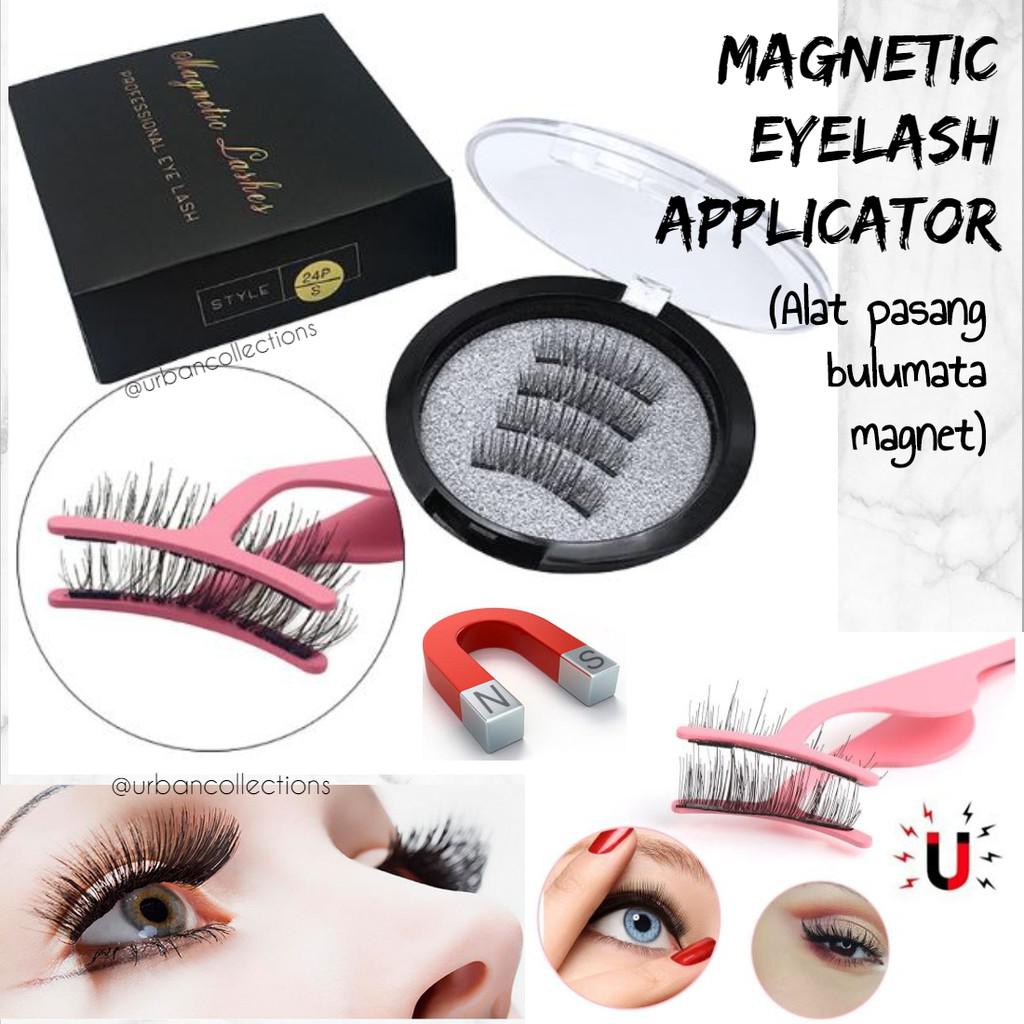 MAGNETIC
EYELASH
APPLICATOR
(Alat pasang
bulumata
magnet)
Magnetic Lashes
PROFESSIONAL EYE LASH
STYLE
24P
S
@urbancollections
N
S
@urbancollections